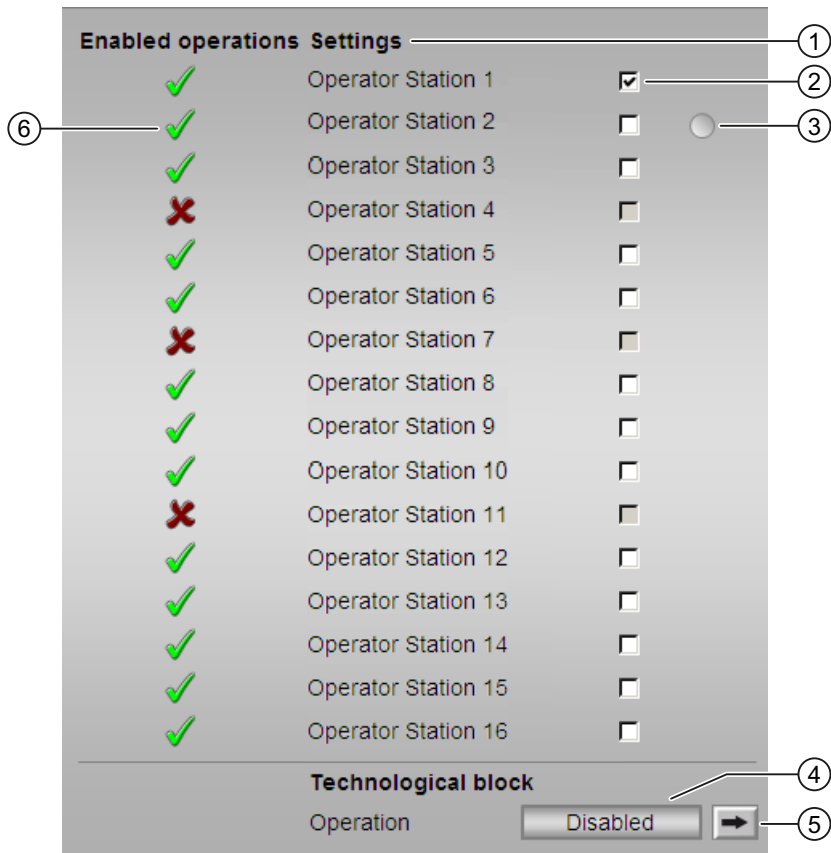 Enabled operations Settings 1
Operator Station 1 2
6 Operator Station 2 3
Operator Station 3
Operator Station 4
Operator Station 5
Operator Station 6
Operator Station 7
Operator Station 8
Operator Station 9
Operator Station 10
Operator Station 11
Operator Station 12
Operator Station 13
Operator Station 14
Operator Station 15
Operator Station 16
Technological block 4
Operation Disabled 5